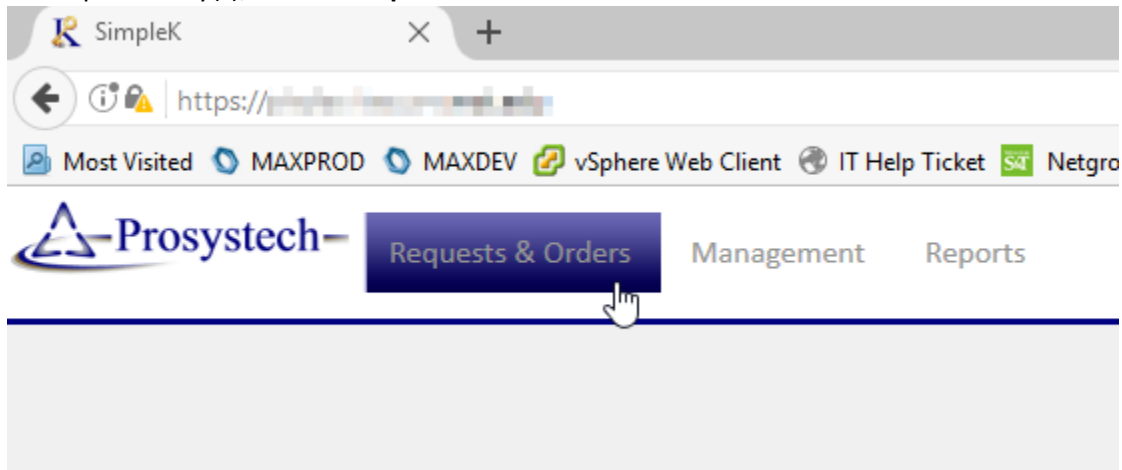 SimpleK
https://
Most Visited MAXPROD MAXDEV vSphere Web Client IT Help Ticket S&T Netgro
-Prosystech- Requests & Orders Management Reports